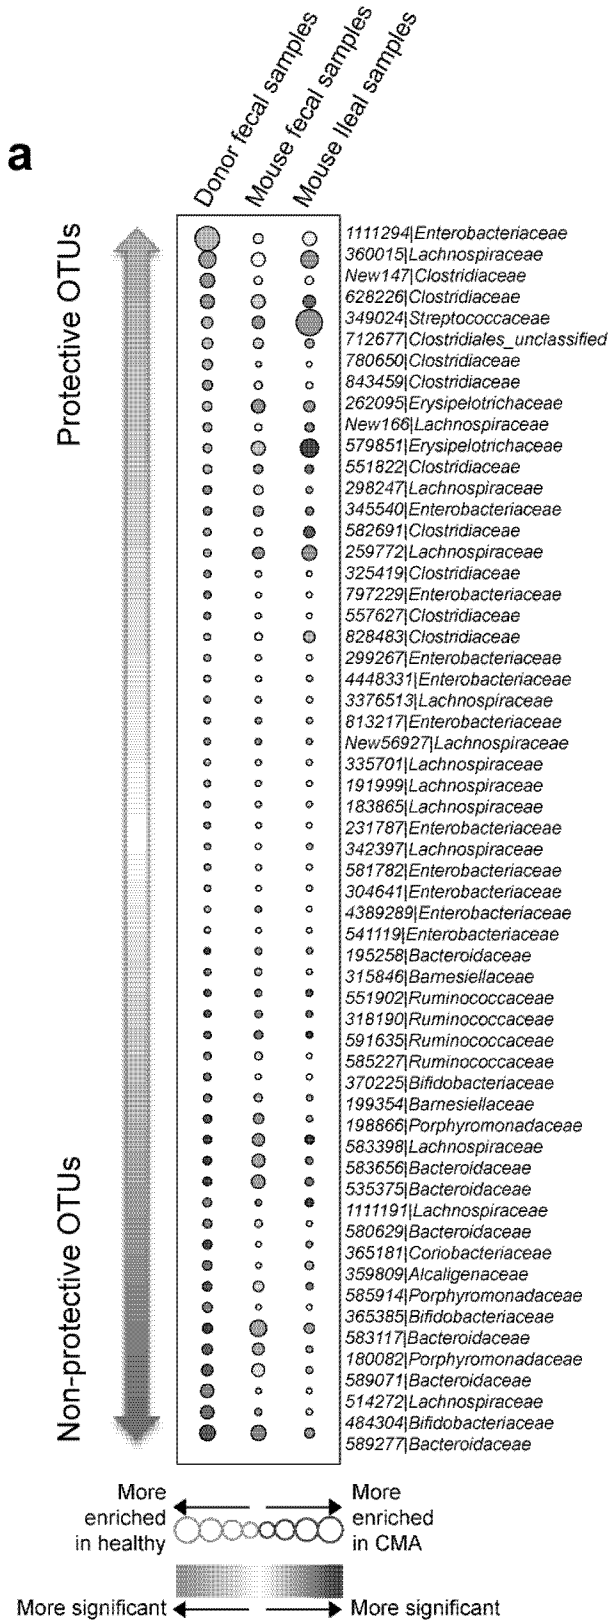 a
Donor fecal samples
Mouse fecal samples
Mouse Ileal samples
Protective OTUs
Non-protective OTUs
1111294|Enterobacteriaceae
360015|Lachnospiraceae
New147|Clostridiaceae
628226|Clostridiaceae
349024|Streptococcaceae
712677|Clostridiales_unclassified
780650|Clostridiaceae
843459|Clostridiaceae
262095|Erysipelotrichaceae
New166|Lachnospiraceae
579851|Erysipelotrichaceae
551822|Clostridiaceae
298247|Lachnospiraceae
345540|Enterobacteriaceae
582691|Clostridiaceae
259772|Lachnospiraceae
325419|Clostridiaceae
797229|Enterobacteriaceae
557627|Clostridiaceae
828483|Clostridiaceae
299267|Enterobacteriaceae
4448331|Enterobacteriaceae
3376513|Lachnospiraceae
813217|Enterobacteriaceae
New56927|Lachnospiraceae
335701|Lachnospiraceae
191999|Lachnospiraceae
183865|Lachnospiraceae
231787|Enterobacteriaceae
342397|Lachnospiraceae
581782|Enterobacteriaceae
304641|Enterobacteriaceae
4389289|Enterobacteriaceae
541119|Enterobacteriaceae
195258|Bacteroidaceae
315846|Barnesiellaceae
551902|Ruminococcaceae
318190|Ruminococcaceae
591635|Ruminococcaceae
585227|Ruminococcaceae
370225|Bifidobacteriaceae
199354|Barnesiellaceae
198866|Porphyromonadaceae
583398|Lachnospiraceae
583656|Bacteroidaceae
535375|Bacteroidaceae
1111191|Lachnospiraceae
580629|Bacteroidaceae
365181|Coriobacteriaceae
359809|Alcaligenaceae
585914|Porphyromonadaceae
365385|Bifidobacteriaceae
583117|Bacteroidaceae
180082|Porphyromonadaceae
589071|Bacteroidaceae
514272|Lachnospiraceae
484304|Bifidobacteriaceae
589277|Bacteroidaceae
More enriched in healthy
More enriched in CMA
More significant
More significant